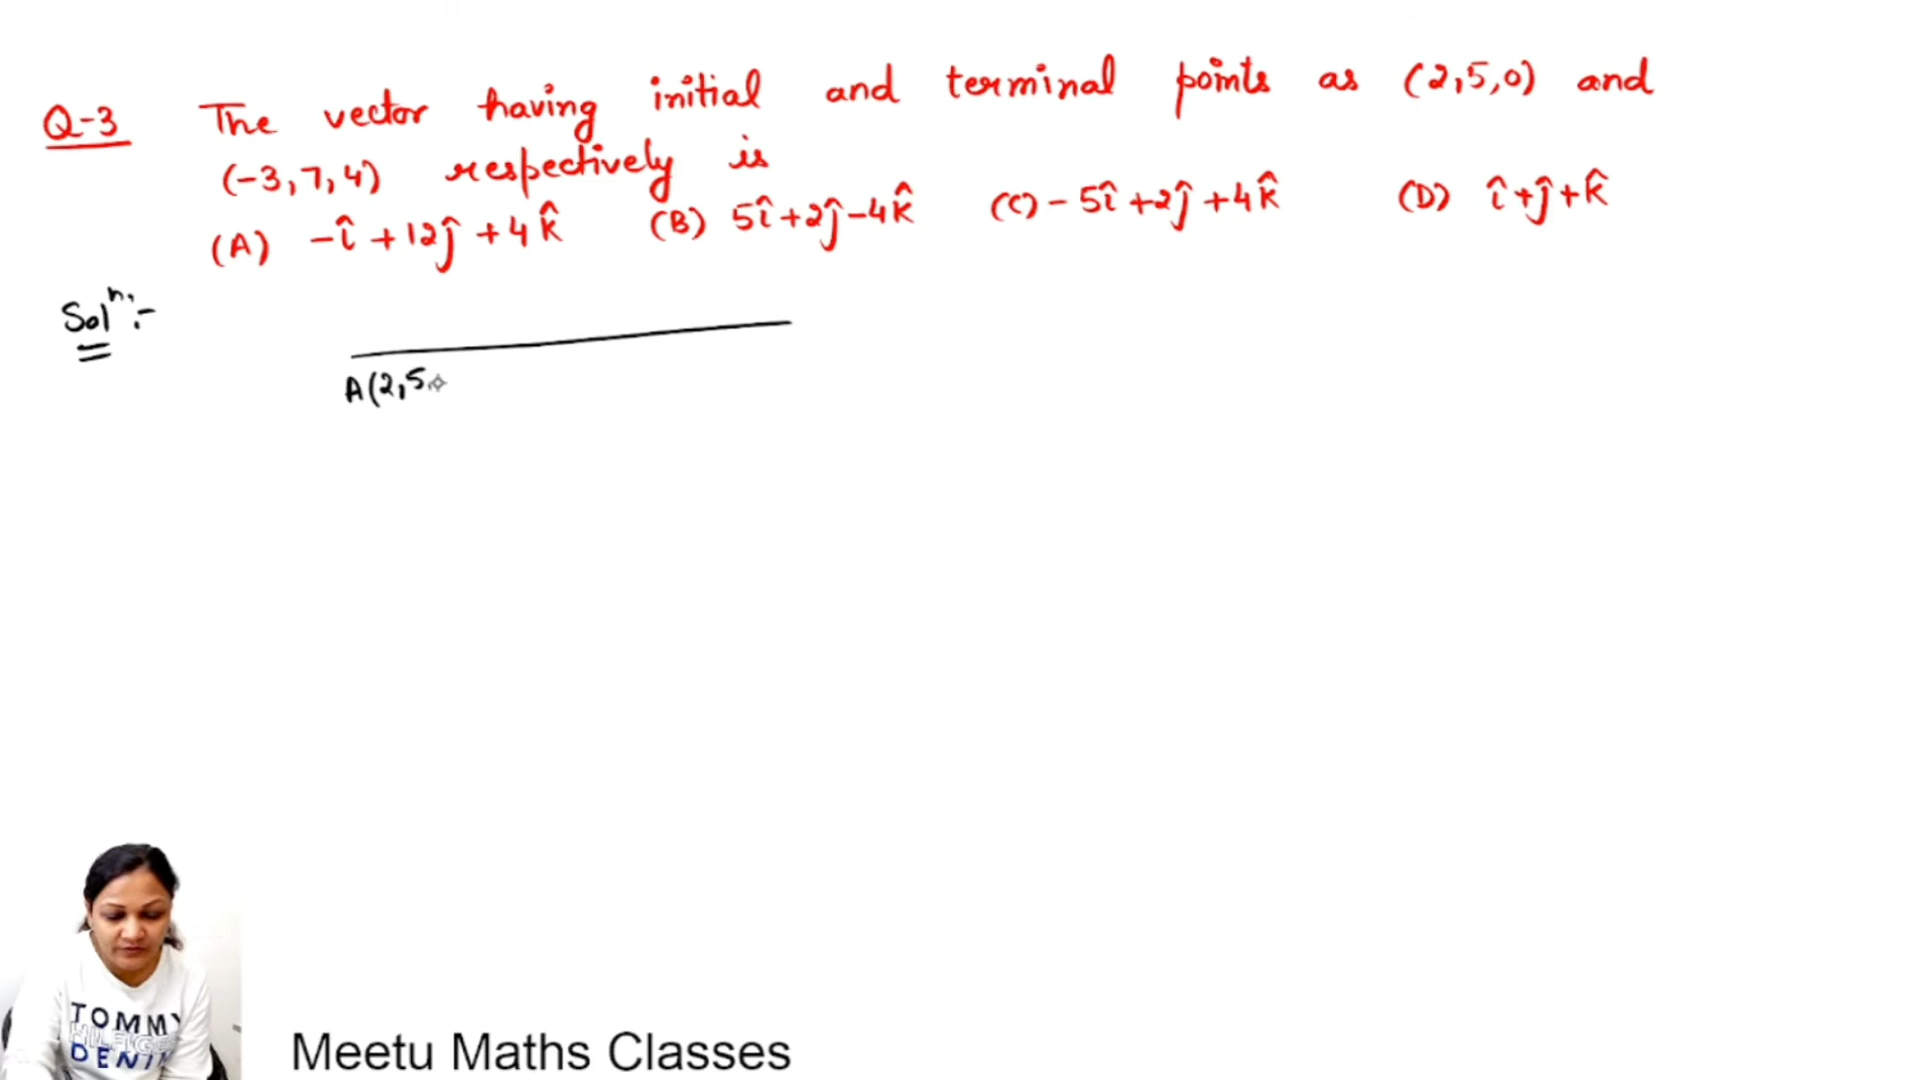 Q-3 The vector having initial and terminal points as (2,5,0) and
(-3,7,4) respectively is
(A) -î + 12ĵ + 4k̂ (B) 5î+2ĵ-4k̂ (C) -5î+2ĵ+4k̂ (D) î+ĵ+k̂
Solⁿ:-
A(2,5,
TOMMY
HILFIGER
DENIM
Meetu Maths Classes